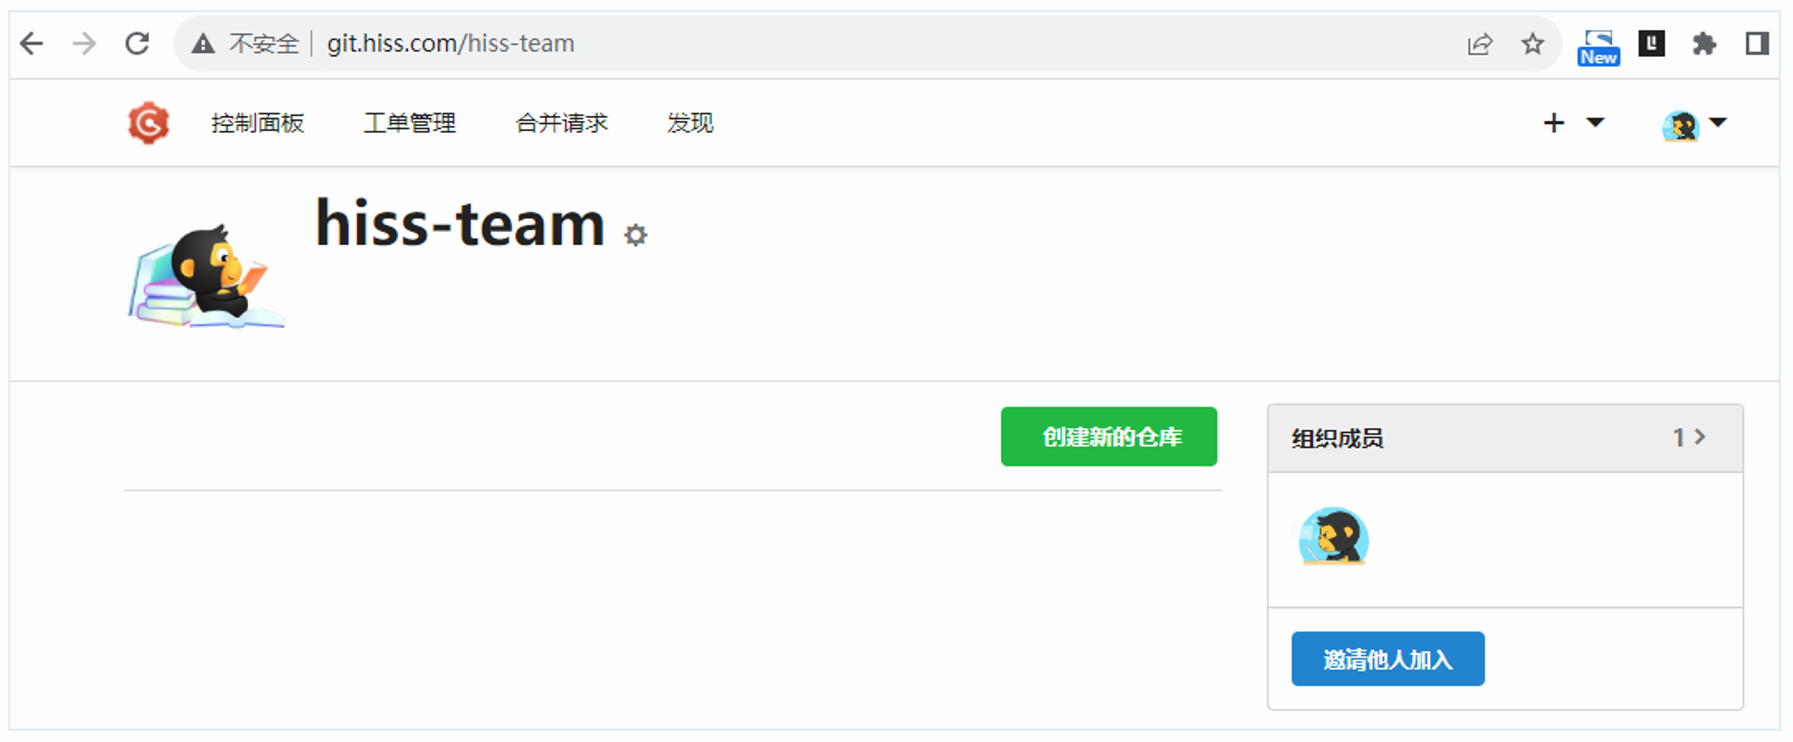 不安全 git.hiss.com/hiss-team
New
控制面板 工单管理 合并请求 发现
hiss-team
创建新的仓库
组织成员 1
邀请他人加入